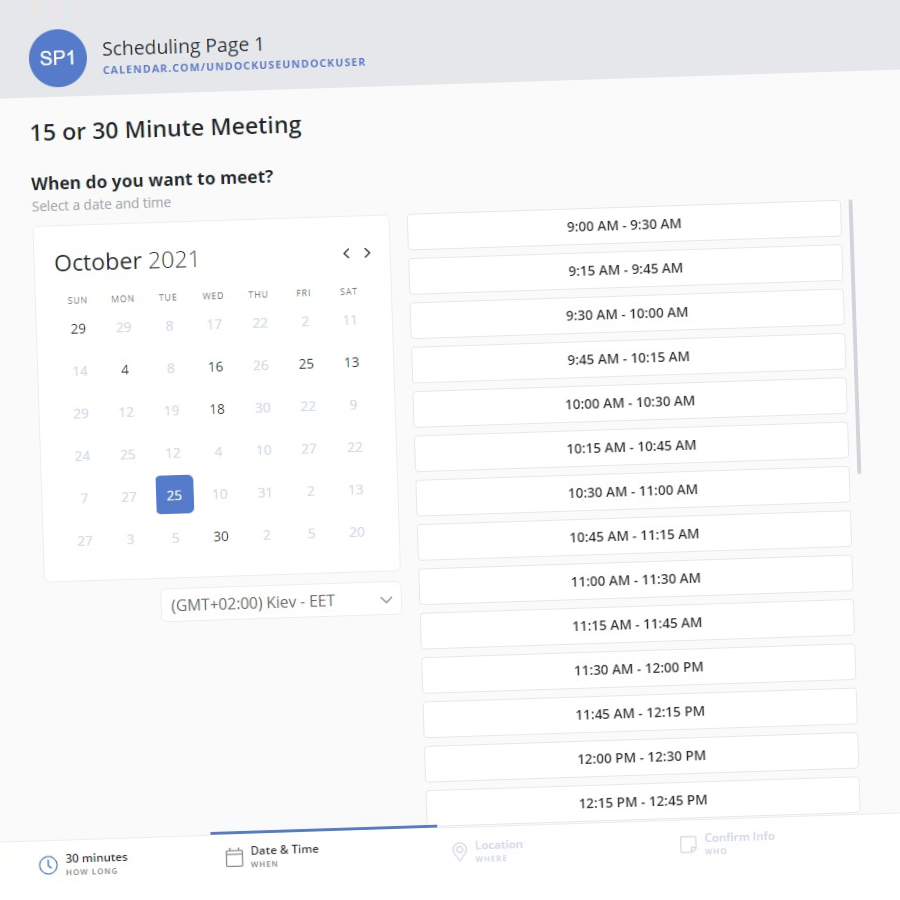 SP1
Scheduling Page 1
CALENDAR.COM/UNDOCKUSEUNDOCKUSER
15 or 30 Minute Meeting
When do you want to meet?
Select a date and time
October 2021
SUN MON TUE WED THU FRI SAT
29 29 8 17 22 2 11
14 4 8 16 26 25 13
29 12 19 18 30 22 9
24 25 12 4 10 27 22
7 27 25 10 31 2 13
27 3 5 30 2 5 20
(GMT+02:00) Kiev - EET
9:00 AM - 9:30 AM
9:15 AM - 9:45 AM
9:30 AM - 10:00 AM
9:45 AM - 10:15 AM
10:00 AM - 10:30 AM
10:15 AM - 10:45 AM
10:30 AM - 11:00 AM
10:45 AM - 11:15 AM
11:00 AM - 11:30 AM
11:15 AM - 11:45 AM
11:30 AM - 12:00 PM
11:45 AM - 12:15 PM
12:00 PM - 12:30 PM
12:15 PM - 12:45 PM
30 minutes
HOW LONG
Date & Time
WHEN
Location
WHERE
Confirm Info
WHO